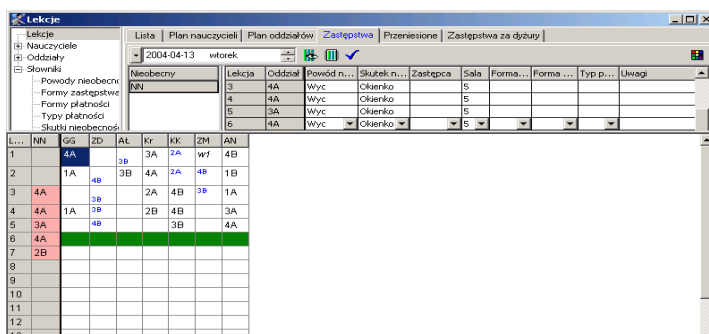 Lekcje
Lekcje
Nauczyciele
Oddziały
Słowniki
Powody nieobecno
Formy zastępstwa
Formy płatności
Typy płatności
Skutki nieobecnośc
Lista Plan nauczycieli Plan oddziałów Zastępstwa Przeniesione Zastępstwa za dyżury
2004-04-13 wtorek
Nieobecny
NN
Lekcja Oddział Powód n... Skutek n... Zastępca Sala Forma... Forma ... Typ p... Uwagi
3 4A Wyc Okienko 5
4 4A Wyc Okienko 5
5 3A Wyc Okienko 5
6 4A Wyc Okienko 5
L... NN GG ZD AŁ Kr KK ZM AN
1 4A 3B 3A 2A wf 4B
2 1A 4B 3B 4A 2A 4B 1B
3 4A 3B 2A 4B 3B 1A
4 4A 1A 3B 2B 4B 3A
5 3A 4B 3B 4A
6 4A
7 2B
8
9
10
11
12